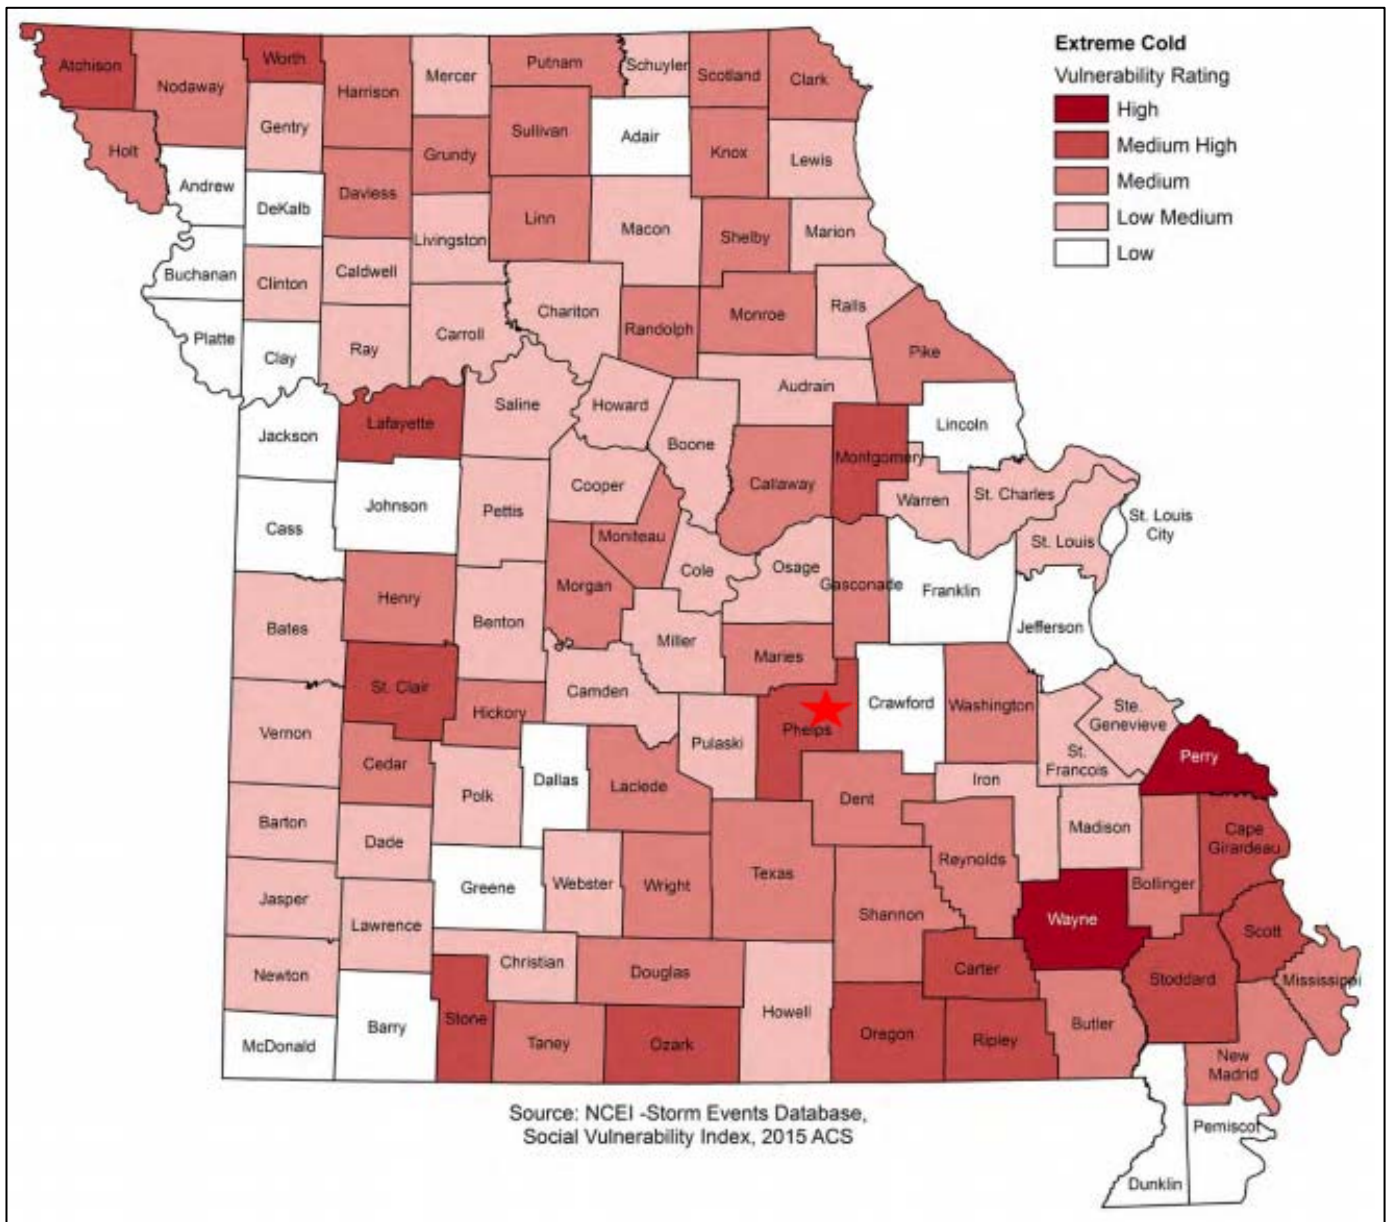 Extreme Cold
Vulnerability Rating
High
Medium High
Medium
Low Medium
Low
Atchison
Nodaway
Worth
Harrison
Mercer
Putnam
Schuyler
Scotland
Clark
Holt
Gentry
Grundy
Sullivan
Adair
Knox
Lewis
Andrew
DeKalb
Daviess
Livingston
Linn
Macon
Shelby
Marion
Buchanan
Clinton
Caldwell
Chariton
Randolph
Monroe
Ralls
Platte
Clay
Ray
Carroll
Pike
Audrain
Jackson
Lafayette
Saline
Howard
Boone
Lincoln
Cass
Johnson
Pettis
Cooper
Callaway
Montgomery
Warren
St. Charles
St. Louis
City
St. Louis
Moniteau
Morgan
Cole
Osage
Gasconade
Franklin
Jefferson
Bates
Henry
Benton
Miller
Maries
St. Clair
Hickory
Camden
Pulaski
Phelps
Crawford
Washington
Ste.
Genevieve
St.
Francois
Perry
Vernon
Cedar
Polk
Dallas
Laclede
Dent
Iron
Madison
Cape
Girardeau
Barton
Dade
Greene
Webster
Wright
Texas
Reynolds
Bollinger
Jasper
Lawrence
Shannon
Wayne
Scott
Newton
Christian
Douglas
Howell
Carter
Stoddard
Mississippi
McDonald
Barry
Stone
Taney
Ozark
Oregon
Ripley
Butler
New
Madrid
Pemiscot
Dunklin
Source: NCEI -Storm Events Database,
Social Vulnerability Index, 2015 ACS